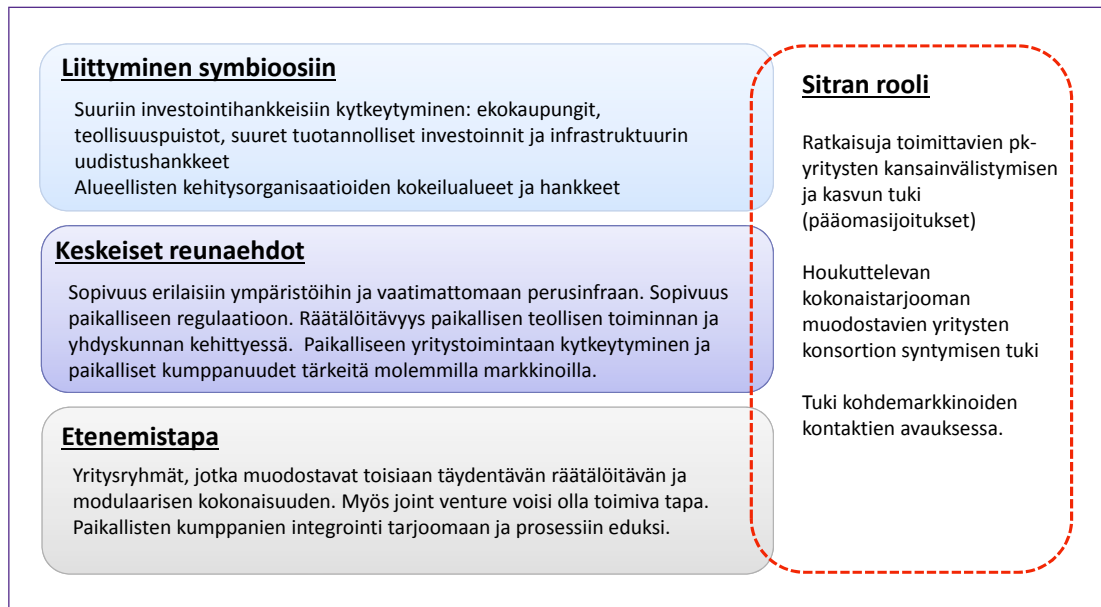 Liittyminen symbioosiin
Suuriin investointihankkeisiin kytkeytyminen: ekokaupungit,
teollisuuspuistot, suuret tuotannolliset investoinnit ja infrastruktuurin
uudistushankkeet
Alueellisten kehitysorganisaatioiden kokeilualueet ja hankkeet
Keskeiset reunaehdot
Sopivuus erilaisiin ympäristöihin ja vaatimattomaan perusinfraan. Sopivuus
paikalliseen regulaatioon. Räätälöitävyys paikallisen teollisen toiminnan ja
yhdyskunnan kehittyessä.  Paikalliseen yritystoimintaan kytkeytyminen ja
paikalliset kumppanuudet tärkeitä molemmilla markkinoilla.
Etenemistapa
Yritysryhmät, jotka muodostavat toisiaan täydentävän räätälöitävän ja
modulaarisen kokonaisuuden. Myös joint venture voisi olla toimiva tapa.
Paikallisten kumppanien integrointi tarjoomaan ja prosessiin eduksi.
Sitran rooli
Ratkaisuja toimittavien pk-
yritysten kansainvälistymisen
ja kasvun tuki
(pääomasijoitukset)
Houkuttelevan
kokonaistarjooman
muodostavien yritysten
konsortion syntymisen tuki
Tuki kohdemarkkinoiden
kontaktien avauksessa.